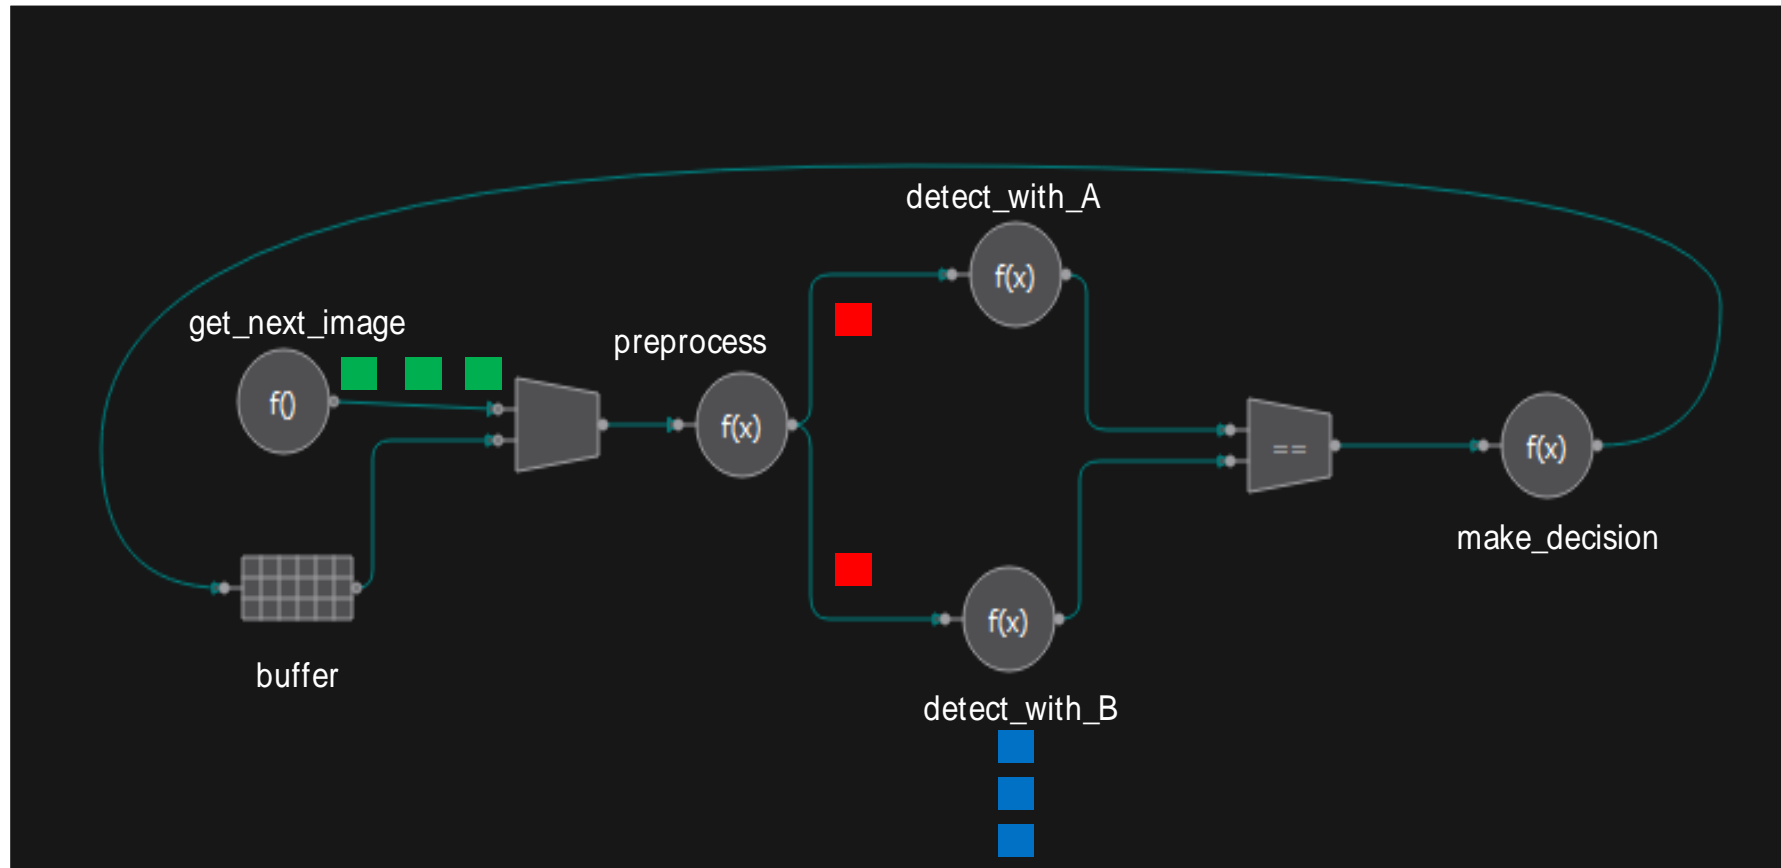 detect_with_A
f(x)
get_next_image
f()
preprocess
f(x)
==
f(x)
make_decision
f(x)
detect_with_B
buffer